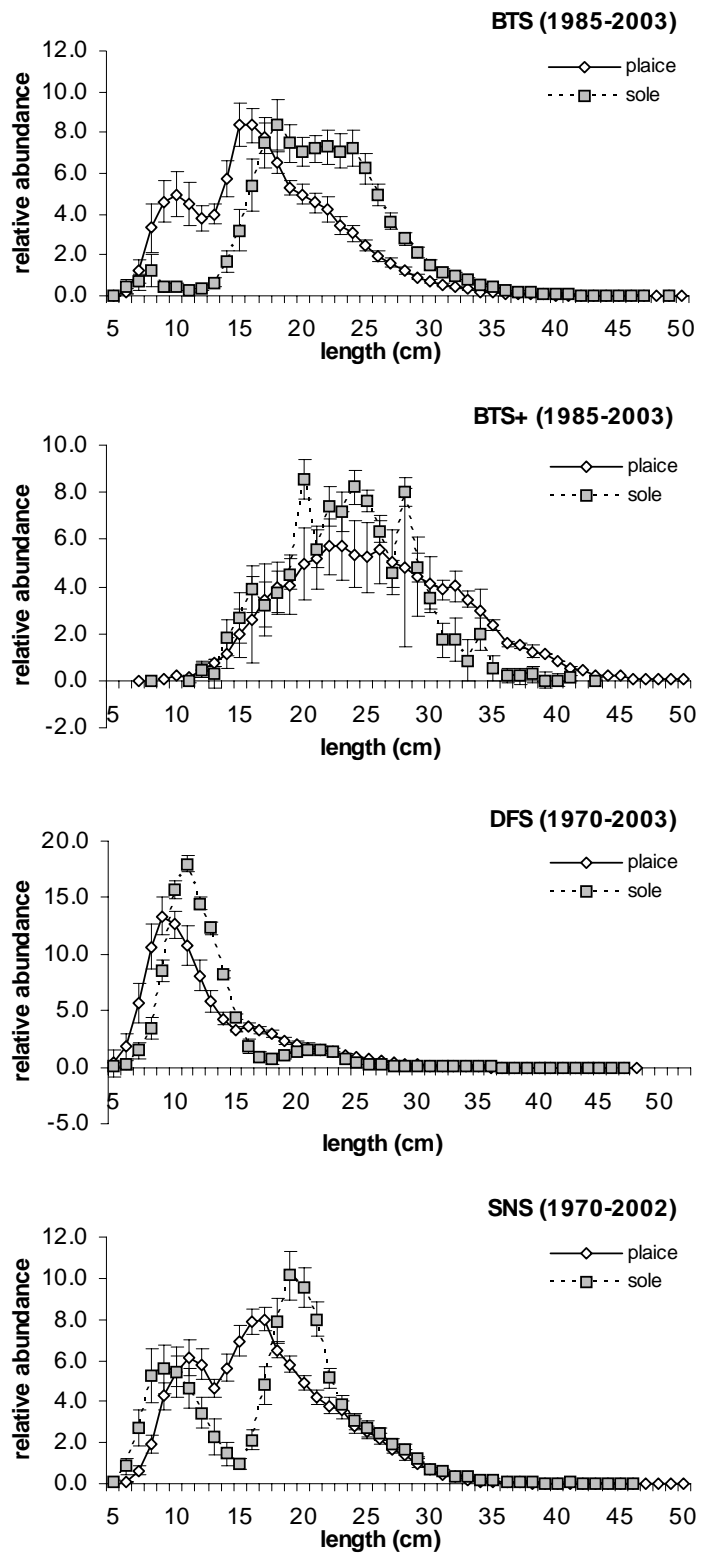 BTS (1985-2003)
12.0
10.0
8.0
6.0
4.0
2.0
0.0
relative abundance
plaice
sole
5 10 15 20 25 30 35 40 45 50
length (cm)
BTS+ (1985-2003)
10.0
8.0
6.0
4.0
2.0
0.0
-2.0
relative abundance
plaice
sole
5 10 15 20 25 30 35 40 45 50
length (cm)
DFS (1970-2003)
20.0
15.0
10.0
5.0
0.0
-5.0
relative abundance
plaice
sole
5 10 15 20 25 30 35 40 45 50
length (cm)
SNS (1970-2002)
12.0
10.0
8.0
6.0
4.0
2.0
0.0
relative abundance
plaice
sole
5 10 15 20 25 30 35 40 45 50
length (cm)